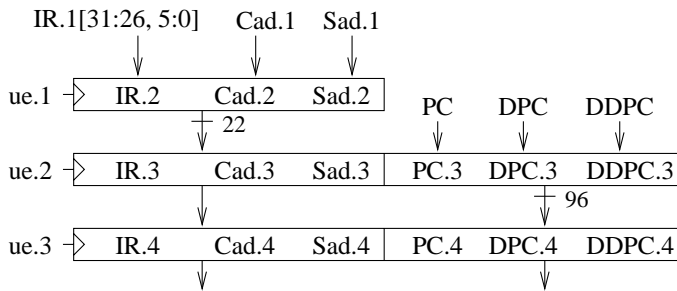 IR.1[31:26, 5:0] Cad.1 Sad.1
ue.1 IR.2 Cad.2 Sad.2 PC DPC DDPC
22
ue.2 IR.3 Cad.3 Sad.3 PC.3 DPC.3 DDPC.3
96
ue.3 IR.4 Cad.4 Sad.4 PC.4 DPC.4 DDPC.4